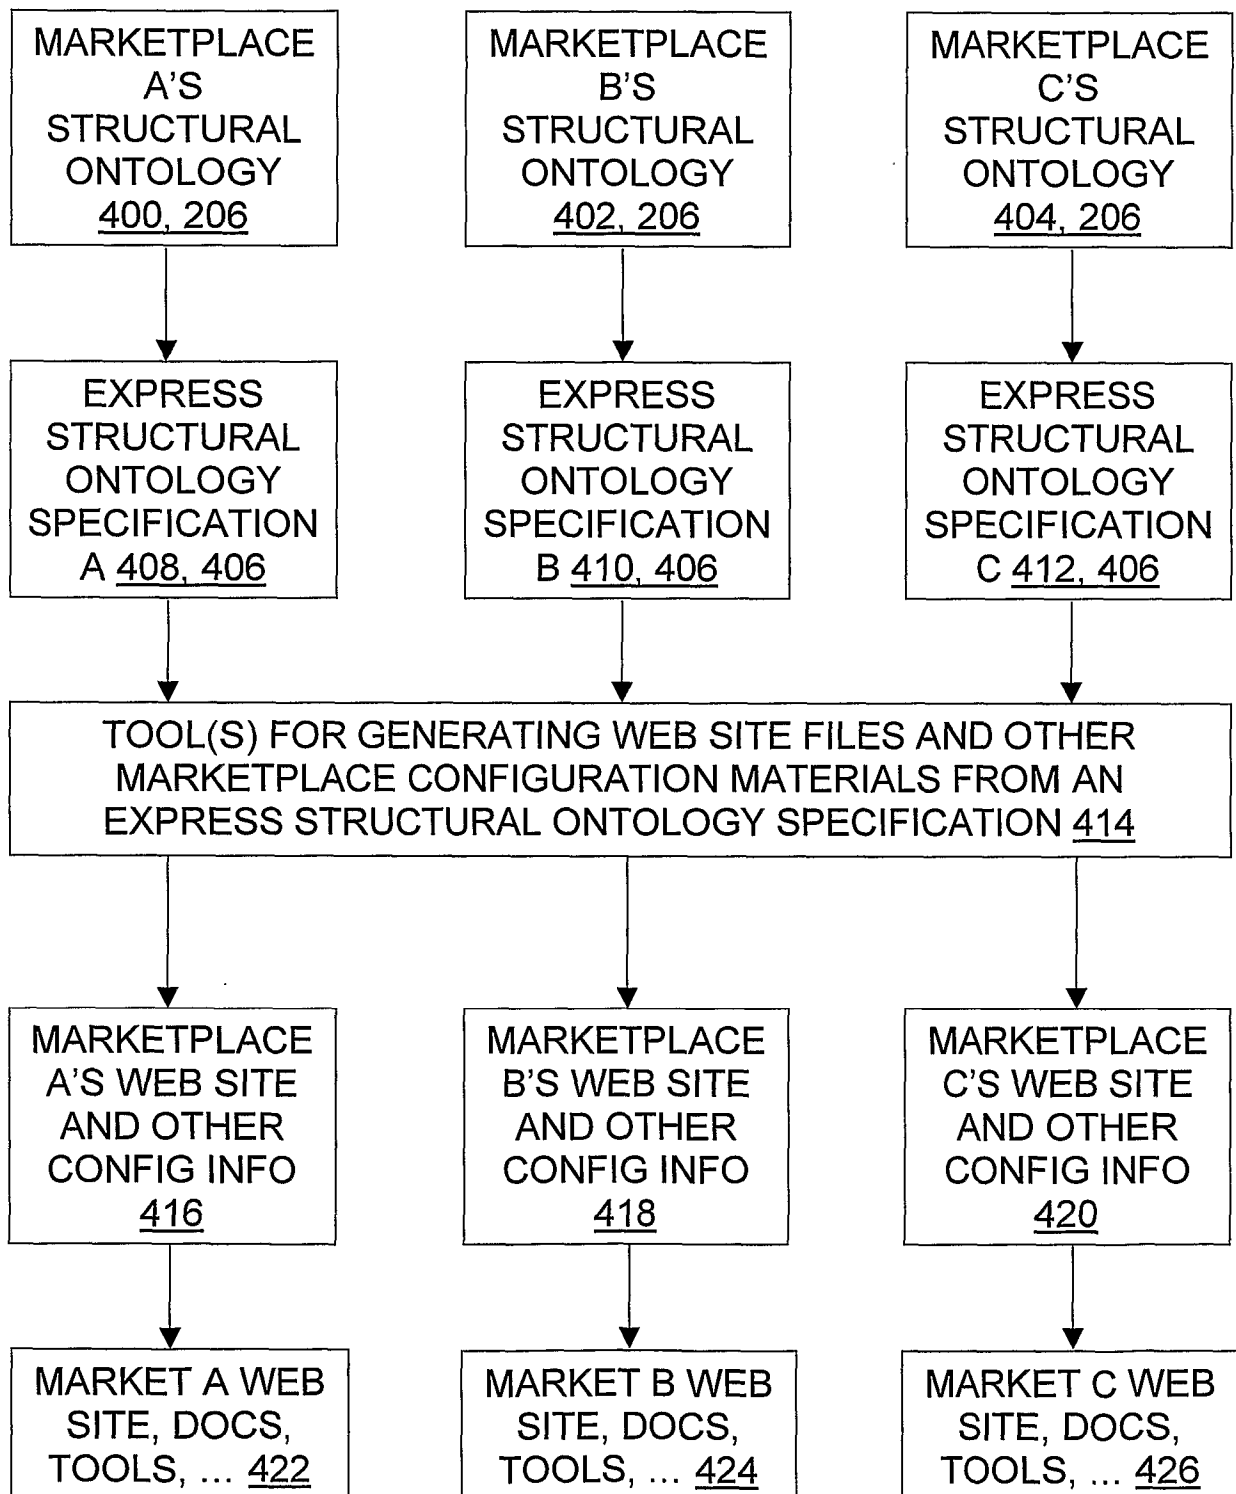 MARKETPLACE
A'S
STRUCTURAL
ONTOLOGY
400, 206
MARKETPLACE
B'S
STRUCTURAL
ONTOLOGY
402, 206
MARKETPLACE
C'S
STRUCTURAL
ONTOLOGY
404, 206
EXPRESS
STRUCTURAL
ONTOLOGY
SPECIFICATION
A 408, 406
EXPRESS
STRUCTURAL
ONTOLOGY
SPECIFICATION
B 410, 406
EXPRESS
STRUCTURAL
ONTOLOGY
SPECIFICATION
C 412, 406
TOOL(S) FOR GENERATING WEB SITE FILES AND OTHER
MARKETPLACE CONFIGURATION MATERIALS FROM AN
EXPRESS STRUCTURAL ONTOLOGY SPECIFICATION 414
MARKETPLACE
A'S WEB SITE
AND OTHER
CONFIG INFO
416
MARKETPLACE
B'S WEB SITE
AND OTHER
CONFIG INFO
418
MARKETPLACE
C'S WEB SITE
AND OTHER
CONFIG INFO
420
MARKET A WEB
SITE, DOCS,
TOOLS, ... 422
MARKET B WEB
SITE, DOCS,
TOOLS, ... 424
MARKET C WEB
SITE, DOCS,
TOOLS, ... 426